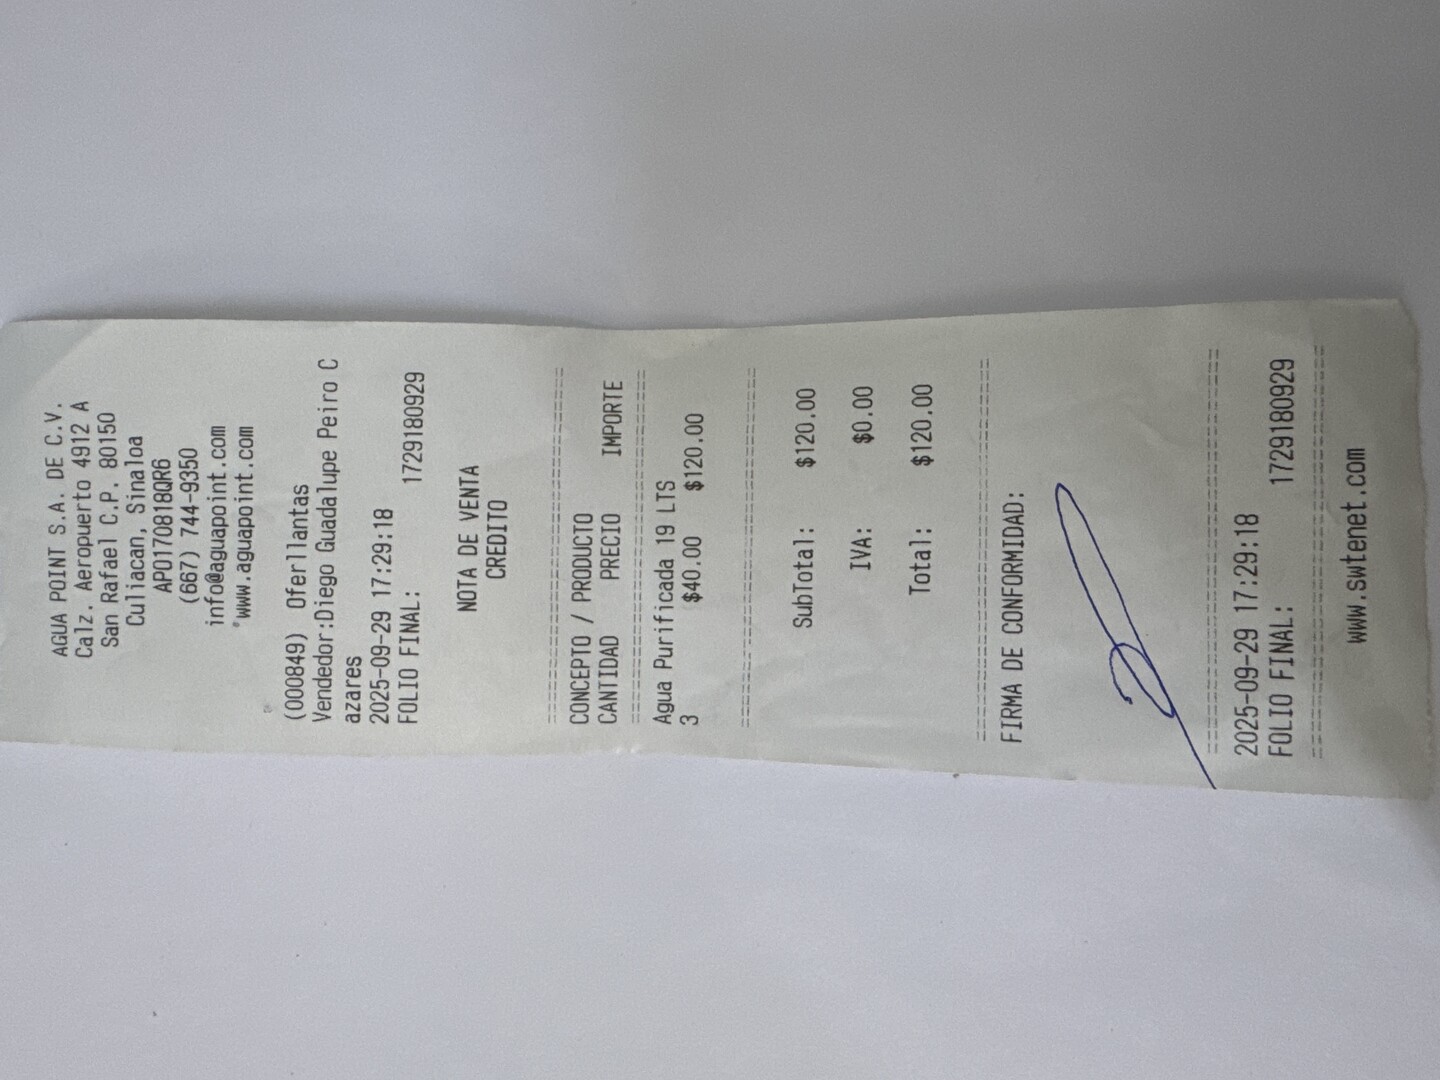 AGUA POINT S.A. DE C.V.
Calz. Aeropuerto 4912 A
San Rafael C.P. 80150
Culiacan, Sinaloa
APO170818QR6
(667) 744-9350
info@aguapoint.com
www.aguapoint.com
(000849) Oferllantas
Vendedor:Diego Guadalupe Peiro C
azares
2025-09-29 17:29:18
FOLIO FINAL: 1729180929
NOTA DE VENTA
CREDITO
================================
CONCEPTO / PRODUCTO
CANTIDAD PRECIO IMPORTE
================================
Agua Purificada 19 LTS
3 $40.00 $120.00
================================
SubTotal: $120.00
IVA: $0.00
Total: $120.00
================================
FIRMA DE CONFORMIDAD:
================================
2025-09-29 17:29:18
FOLIO FINAL: 1729180929
================================
www.swtenet.com